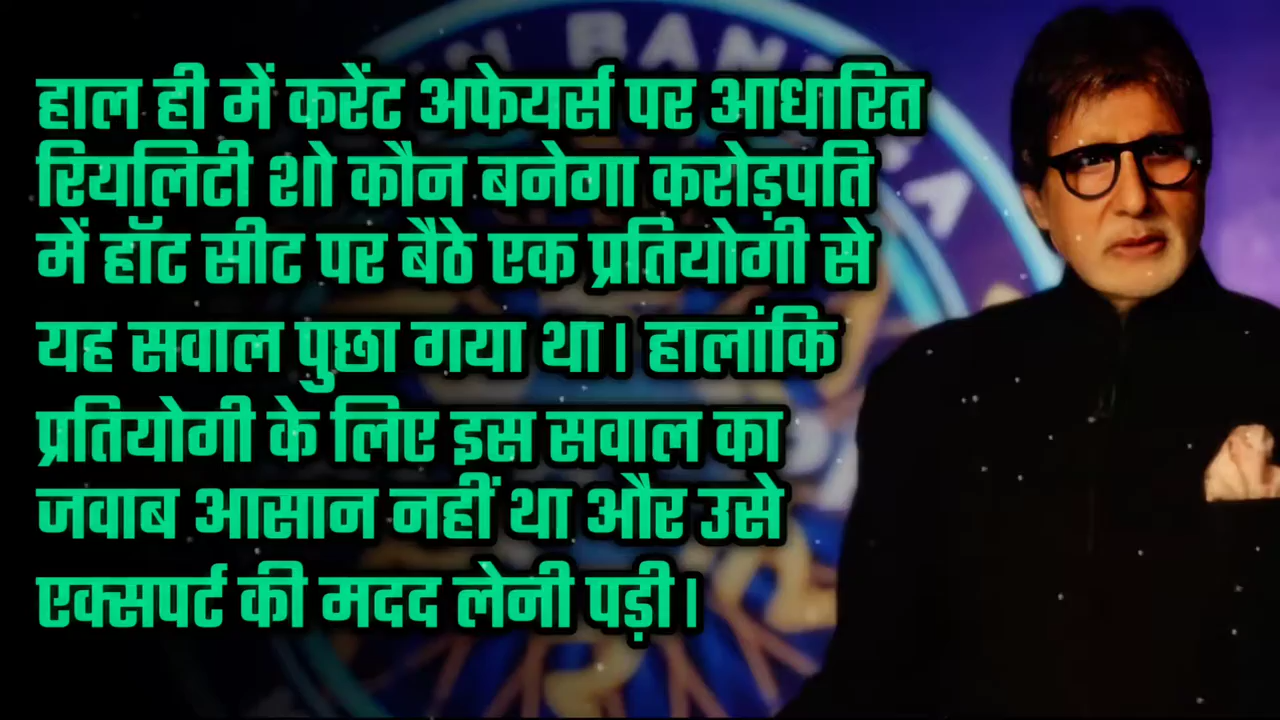 हाल ही में करेंट अफेयर्स पर आधारित
रियलिटी शो कौन बनेगा करोड़पति
में हॉट सीट पर बैठे एक प्रतियोगी से
यह सवाल पुछा गया था। हालांकि
प्रतियोगी के लिए इस सवाल का
जवाब आसान नहीं था और उसे
एक्सपर्ट की मदद लेनी पड़ी।